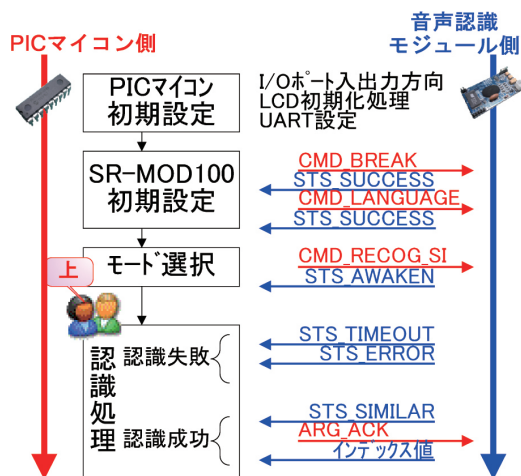 PICマイコン側
音声認識
モジュール側
PICマイコン
初期設定
I/Oポート入出力方向
LCD初期化処理
UART設定
SR-MOD100
初期設定
CMD_BREAK
STS_SUCCESS
CMD_LANGUAGE
STS_SUCCESS
モード選択
CMD_RECOG_SI
STS_AWAKEN
上
認識処理
認識失敗
STS_TIMEOUT
STS_ERROR
認識成功
STS_SIMILAR
ARG_ACK
インデックス値